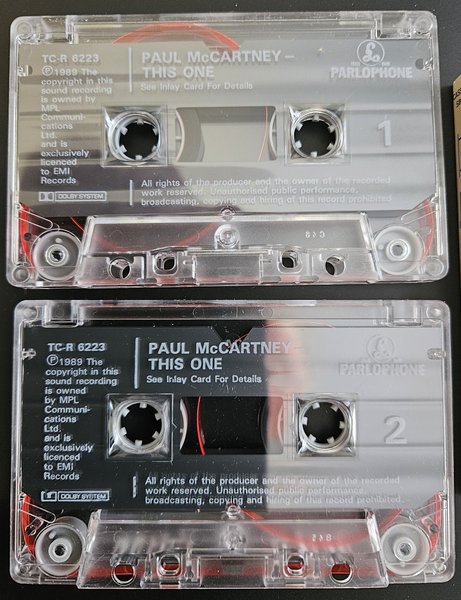 TC-R 6223
Ⓟ1989 The
copyright in this
sound recording
is owned by
MPL
Communi-
cations
Ltd.
and is
exclusively
licenced
to EMI
Records
DOLBY SYSTEM
PAUL McCARTNEY –
THIS ONE
See Inlay Card For Details
PARLOPHONE
1
All rights of the producer and the owner of the recorded
work reserved. Unauthorised public performance,
broadcasting, copying and hiring of this record prohibited
TC-R 6223
Ⓟ1989 The
copyright in this
sound recording
is owned
by MPL
Communi-
cations
Ltd.
and is
exclusively
licenced
to EMI
Records
DOLBY SYSTEM
PAUL McCARTNEY –
THIS ONE
See Inlay Card For Details
PARLOPHONE
2
All rights of the producer and the owner of the recorded
work reserved. Unauthorised public performance,
broadcasting, copying and hiring of this record prohibited.